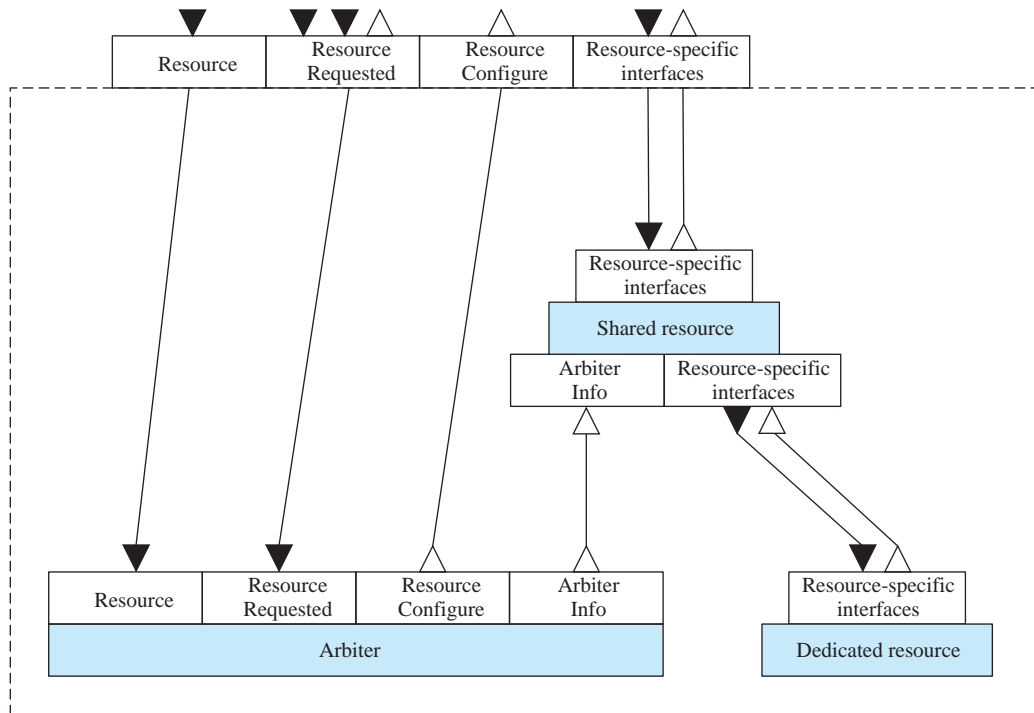 Resource
Resource
Requested
Resource
Configure
Resource-specific
interfaces
Resource-specific
interfaces
Shared resource
Arbiter
Info
Resource-specific
interfaces
Resource
Resource
Requested
Resource
Configure
Arbiter
Info
Arbiter
Resource-specific
interfaces
Dedicated resource